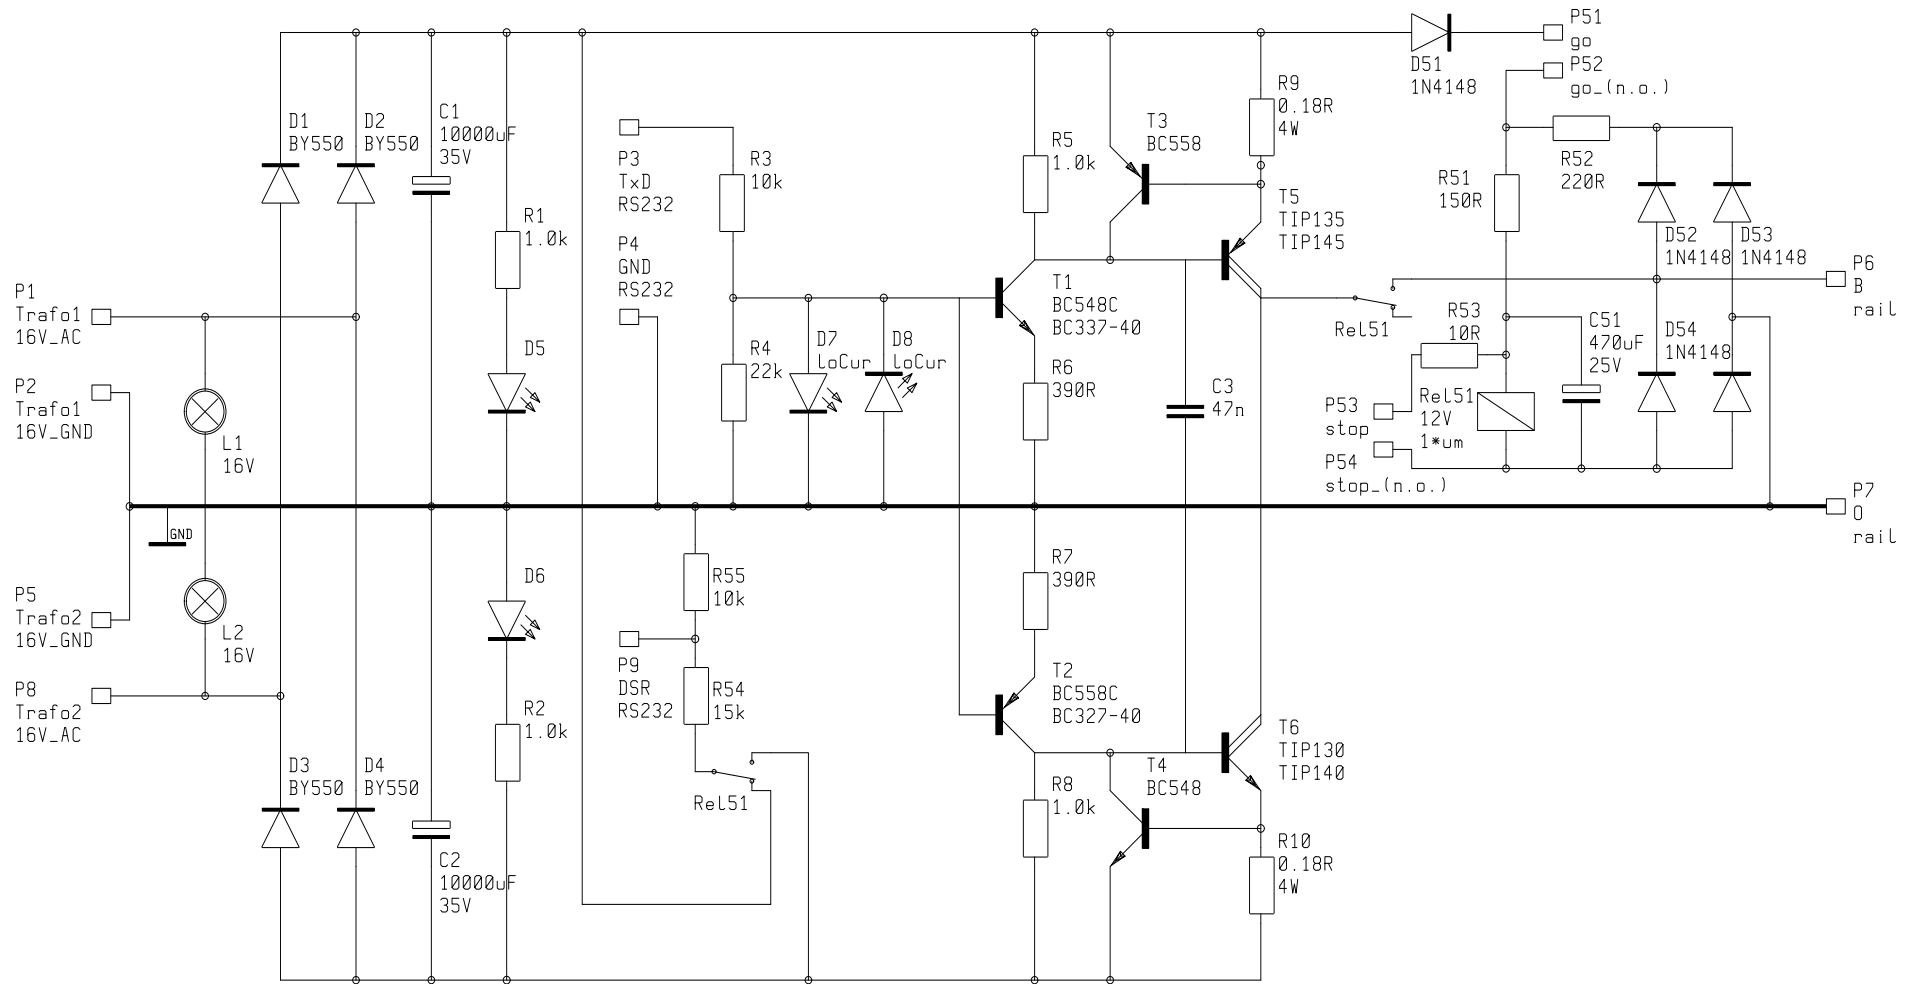 P51
go
P52
go_(n.o.)
D51
1N4148
R9
0.18R
4W
D1
BY550
D2
BY550
C1
10000uF
35V
P3
TxD
RS232
R3
10k
R5
1.0k
T3
BC558
R52
220R
R51
150R
R1
1.0k
P4
GND
RS232
T5
TIP135
TIP145
D52
1N4148
D53
1N4148
P6
B
rail
P1
Trafo1
16V_AC
T1
BC548C
BC337-40
Rel51
R53
10R
C51
470uF
25V
D54
1N4148
D5
R4
22k
D7
LoCur
D8
LoCur
R6
390R
C3
47n
P2
Trafo1
16V_GND
L1
16V
P53
stop
Rel51
12V
1*um
P54
stop_(n.o.)
P7
O
rail
GND
P5
Trafo2
16V_GND
L2
16V
D6
R55
10k
R7
390R
P9
DSR
RS232
R54
15k
T2
BC558C
BC327-40
P8
Trafo2
16V_AC
R2
1.0k
T6
TIP130
TIP140
D3
BY550
D4
BY550
Rel51
R8
1.0k
T4
BC548
C2
10000uF
35V
R10
0.18R
4W